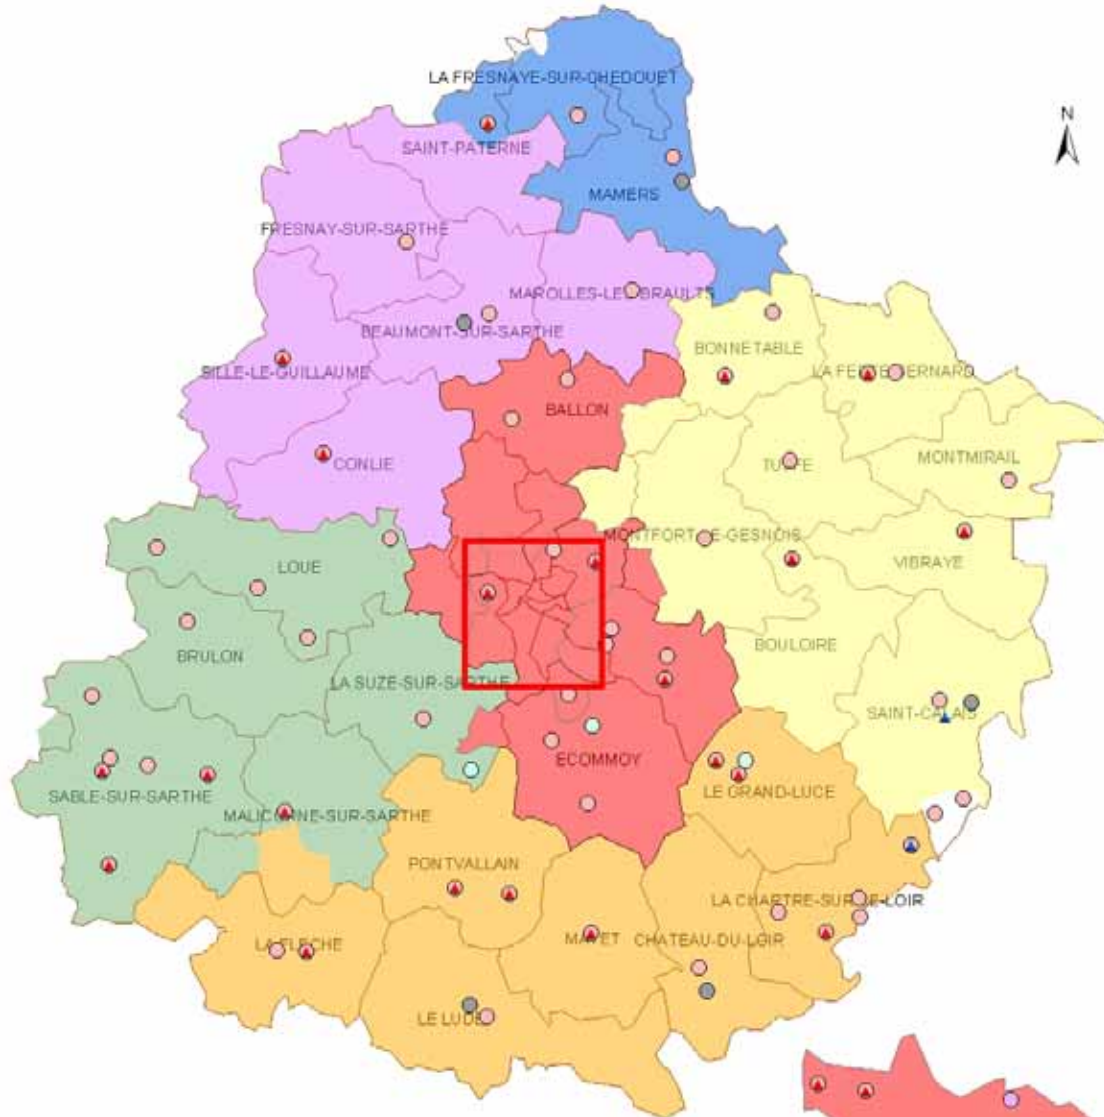 LA FRESNAYE-SUR-CHEDOUET
N
SAINT-PATERNE
MAMERS
FRESNAY-SUR-SARTHE
MAROLLES-LES-BRAULTS
BEAUMONT-SUR-SARTHE
BONNETABLE
SILLE-LE-GUILLAUME
LA FERTE-BERNARD
BALLON
CONLIE
TUFFE
MONTMIRAIL
MONTFORT-LE-GESNOIS
LOUE
VIBRAYE
BRULON
BOULOIRE
LA SUZE-SUR-SARTHE
SAINT-CALAIS
ECOMMOY
SABLE-SUR-SARTHE
LE GRAND-LUCE
MALICORNE-SUR-SARTHE
PONTVALLAIN
LA CHARTRE-SUR-LE-LOIR
LA FLECHE
MAYET
CHATEAU-DU-LOIR
LE LUDE